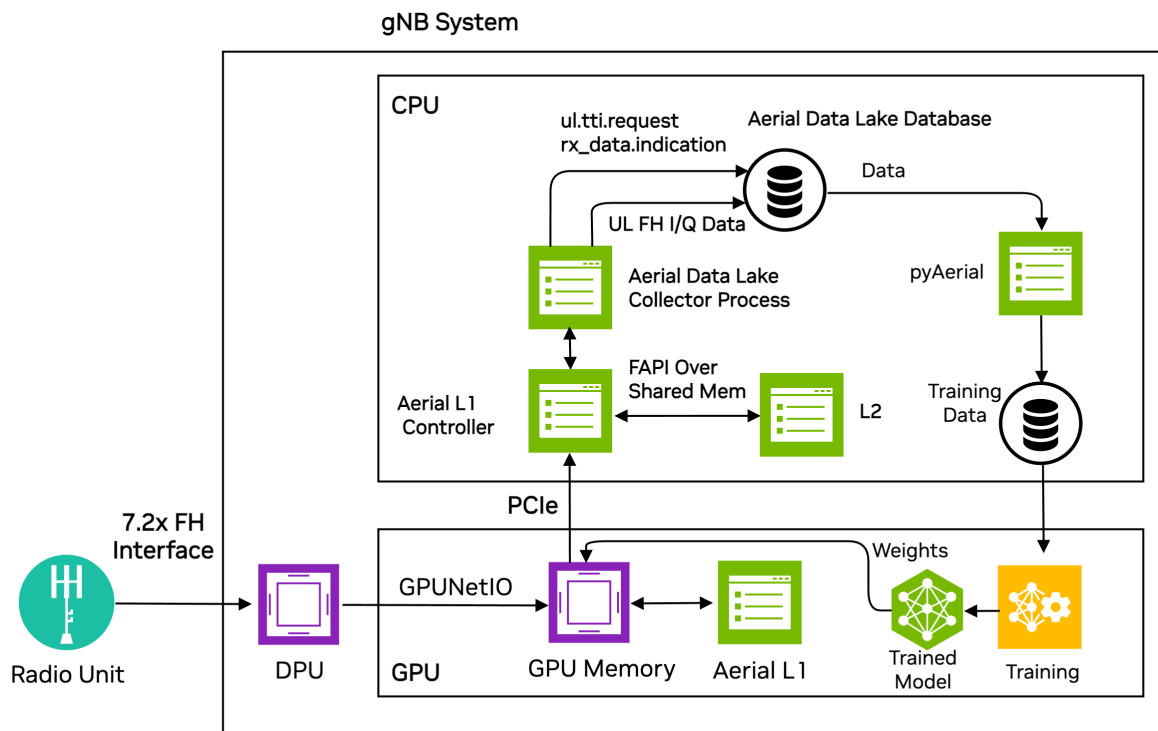 gNB System
CPU
ul.tti.request
rx_data.indication
Aerial Data Lake Database
Data
UL FH I/Q Data
pyAerial
Aerial Data Lake
Collector Process
FAPI Over
Shared Mem
Aerial L1
Controller
L2
Training
Data
PCIe
7.2x FH
Interface
Weights
GPUNetIO
Radio Unit
DPU
GPU
GPU Memory
Aerial L1
Trained
Model
Training